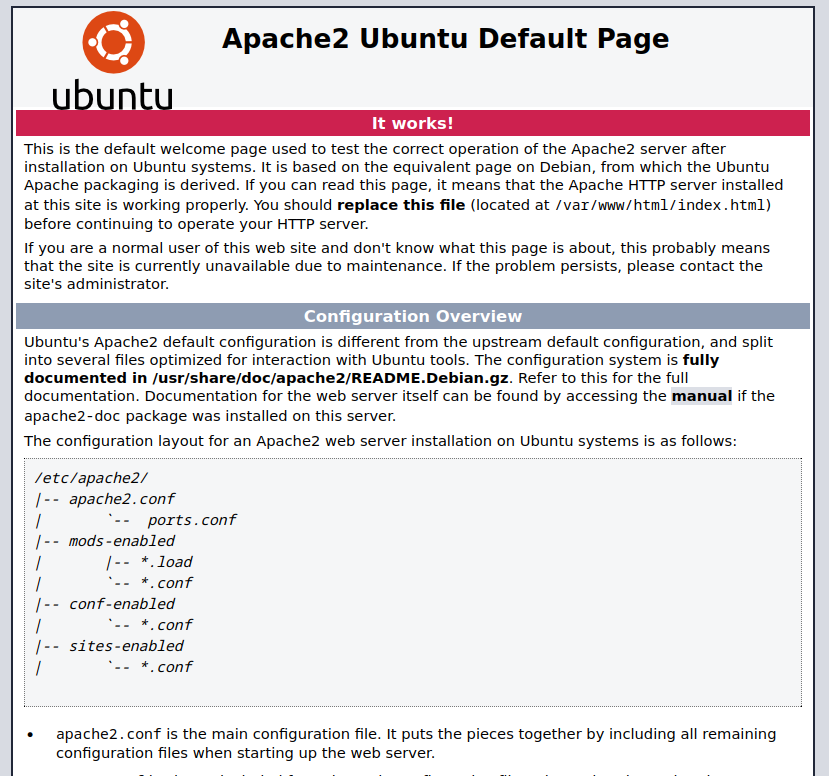 ubuntu
Apache2 Ubuntu Default Page
It works!
This is the default welcome page used to test the correct operation of the Apache2 server after
installation on Ubuntu systems. It is based on the equivalent page on Debian, from which the Ubuntu
Apache packaging is derived. If you can read this page, it means that the Apache HTTP server installed
at this site is working properly. You should replace this file (located at /var/www/html/index.html)
before continuing to operate your HTTP server.
If you are a normal user of this web site and don't know what this page is about, this probably means
that the site is currently unavailable due to maintenance. If the problem persists, please contact the
site's administrator.
Configuration Overview
Ubuntu's Apache2 default configuration is different from the upstream default configuration, and split
into several files optimized for interaction with Ubuntu tools. The configuration system is fully
documented in /usr/share/doc/apache2/README.Debian.gz. Refer to this for the full
documentation. Documentation for the web server itself can be found by accessing the manual if the
apache2-doc package was installed on this server.
The configuration layout for an Apache2 web server installation on Ubuntu systems is as follows:
/etc/apache2/
|-- apache2.conf
|       `--  ports.conf
|-- mods-enabled
|       |-- *.load
|       `-- *.conf
|-- conf-enabled
|       `-- *.conf
|-- sites-enabled
|       `-- *.conf
• apache2.conf is the main configuration file. It puts the pieces together by including all remaining
configuration files when starting up the web server.